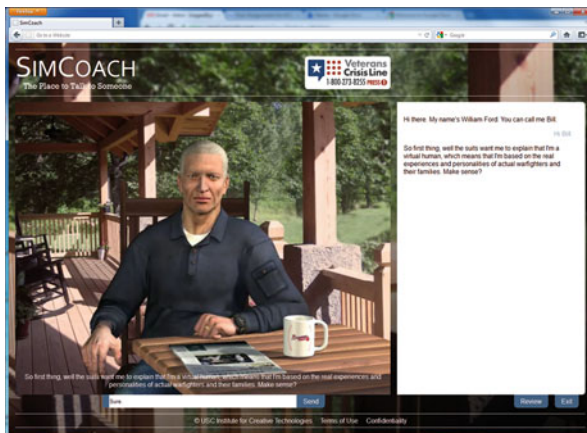 SimCoach
Go to a Website
Google
SIMCOACH
The Place to Talk to Someone
Veterans
Crisis Line
1-800-273-8255 PRESS 1
Hi there. My name's William Ford. You can call me Bill.
Hi Bill
So first thing, well the suits want me to explain that I'm a
virtual human, which means that I'm based on the real
experiences and personalities of actual warfighters and
their families. Make sense?
So first thing, well the suits want me to explain that I'm a virtual human, which means that I'm based on the real experiences and
personalities of actual warfighters and their families. Make sense?
Sure
Send
Review
Exit
© USC Institute for Creative Technologies
Terms of Use
Confidentiality